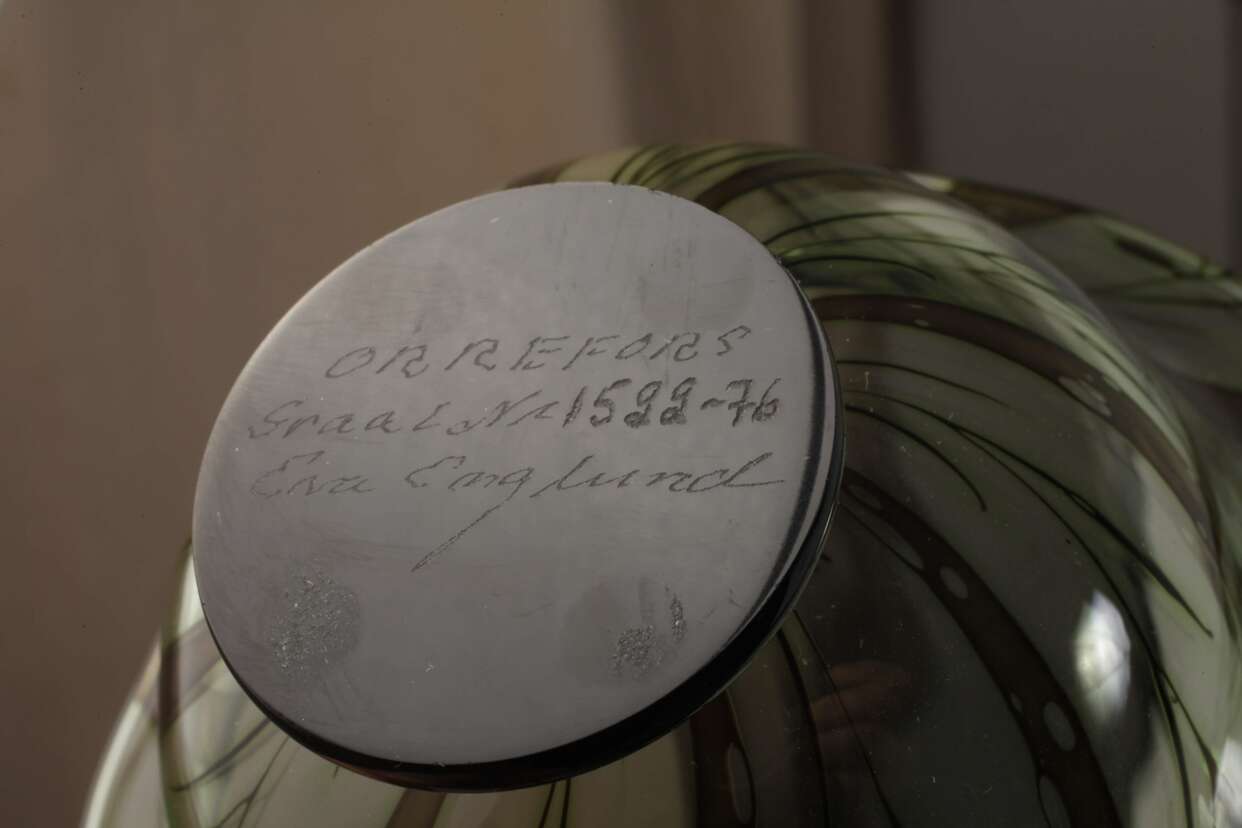 ORREFORS
Graal Nr 1522-76
Eva Englund